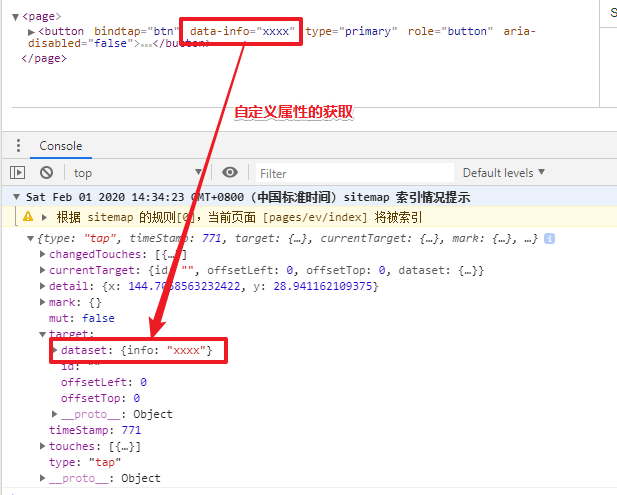 ▼<page>
▶<button bindtap="btn" data-info="xxxx" type="primary" role="button" aria-
disabled="false">…</button>
</page>
S
自定义属性的获取
Console
top
Filter
Default levels ▼
▼ Sat Feb 01 2020 14:34:23 GMT+0800 (中国标准时间) sitemap 索引情况提示
▶ 根据 sitemap 的规则[0]，当前页面 [pages/ev/index] 将被索引
▼{type: "tap", timeStamp: 771, target: {…}, currentTarget: {…}, mark: {…}, …} i
▶ changedTouches: [{…}]
▶ currentTarget: {id: "", offsetLeft: 0, offsetTop: 0, dataset: {…}}
▶ detail: {x: 144.7058563232422, y: 28.941162109375}
▶ mark: {}
mut: false
▼ target:
▶ dataset: {info: "xxxx"}
id: ""
offsetLeft: 0
offsetTop: 0
▶ __proto__: Object
timeStamp: 771
▶ touches: [{…}]
type: "tap"
▶ __proto__: Object